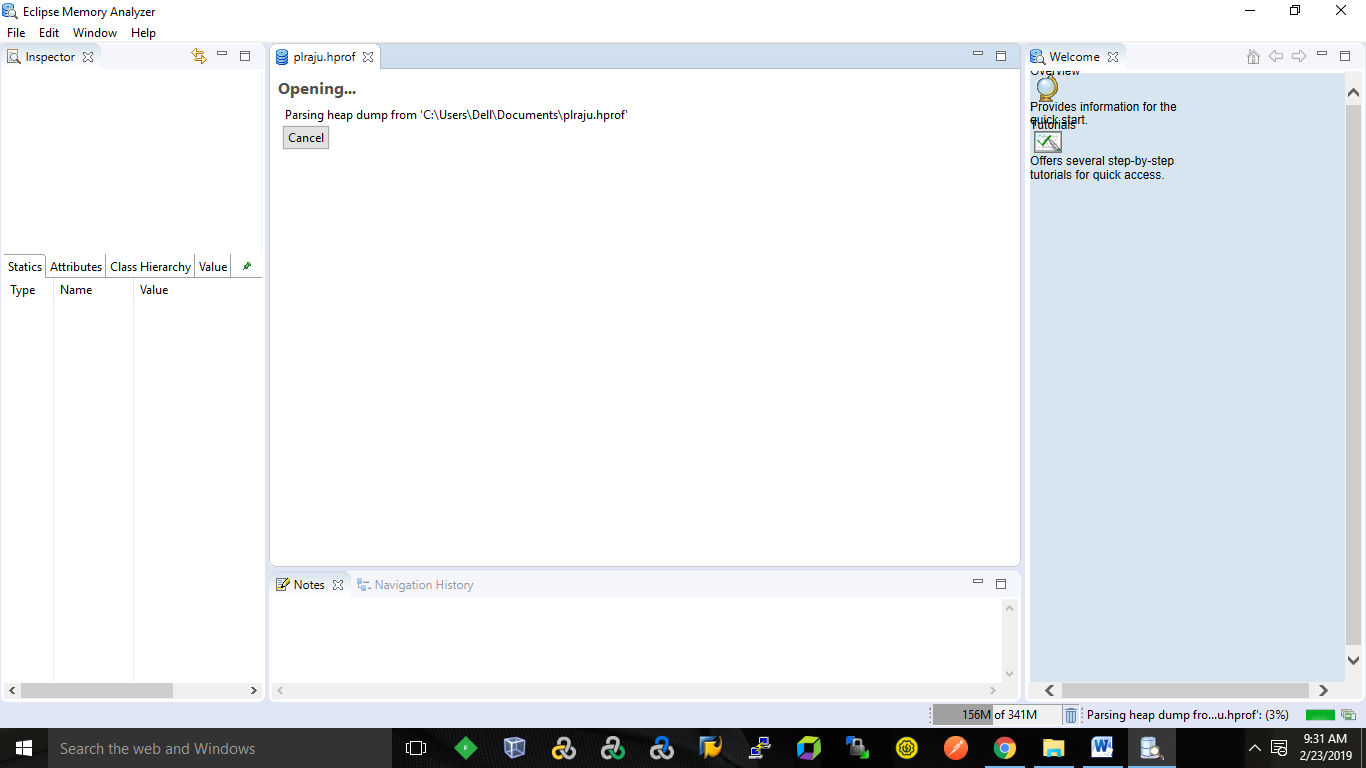 Eclipse Memory Analyzer
File Edit Window Help
Inspector
Statics Attributes Class Hierarchy Value
Type Name Value
plraju.hprof
Opening...
Parsing heap dump from 'C:\Users\Dell\Documents\plraju.hprof'
Cancel
Notes Navigation History
Welcome
Overview
Provides information for the
quick start.
Tutorials
Offers several step-by-step
tutorials for quick access.
156M of 341M Parsing heap dump fro...u.hprof': (3%)
Search the web and Windows
F
W
9:31 AM
2/23/2019